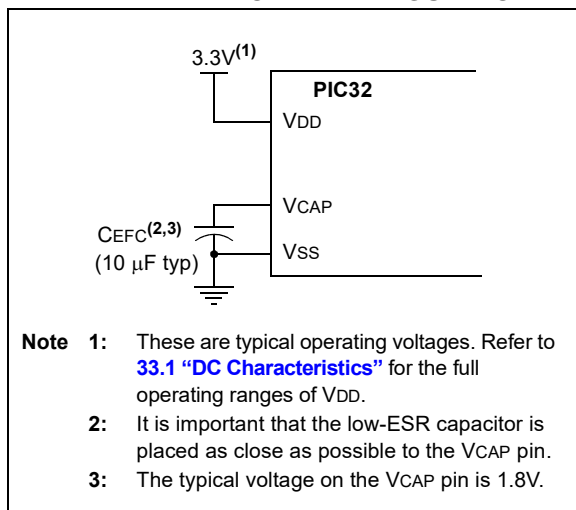 3.3V(1)
PIC32
VDD
VCAP
CEFC(2,3)
(10 μF typ)
VSS
Note 1: These are typical operating voltages. Refer to
33.1 “DC Characteristics” for the full
operating ranges of VDD.
2: It is important that the low-ESR capacitor is
placed as close as possible to the VCAP pin.
3: The typical voltage on the VCAP pin is 1.8V.